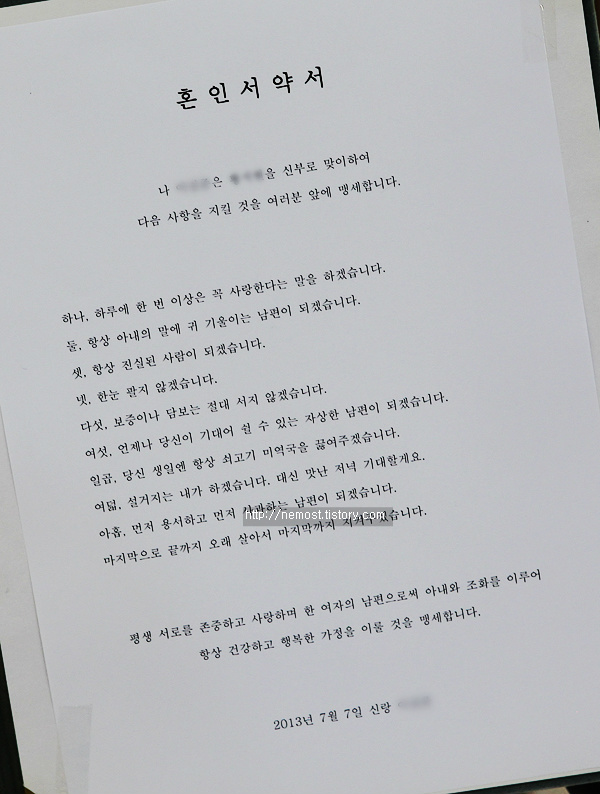 혼인서약서
나 은 을 신부로 맞이하여
다음 사항을 지킬 것을 여러분 앞에 맹세합니다.
하나, 하루에 한 번 이상은 꼭 사랑한다는 말을 하겠습니다.
둘, 항상 아내의 말에 귀 기울이는 남편이 되겠습니다.
셋, 항상 진실된 사람이 되겠습니다.
넷, 한눈 팔지 않겠습니다.
다섯, 보증이나 담보는 절대 서지 않겠습니다.
여섯, 언제나 당신이 기대어 쉴 수 있는 자상한 남편이 되겠습니다.
일곱, 당신 생일엔 항상 쇠고기 미역국을 끓여주겠습니다.
여덟, 설거지는 내가 하겠습니다. 대신 맛난 저녁 기대할게요.
아홉, 먼저 용서하고 먼저 사과하는 남편이 되겠습니다.
http://nemost.tistory.com
마지막으로 끝까지 오래 살아서 마지막까지 지켜주겠습니다.
평생 서로를 존중하고 사랑하며 한 여자의 남편으로써 아내와 조화를 이루어
항상 건강하고 행복한 가정을 이룰 것을 맹세합니다.
2013년 7월 7일 신랑